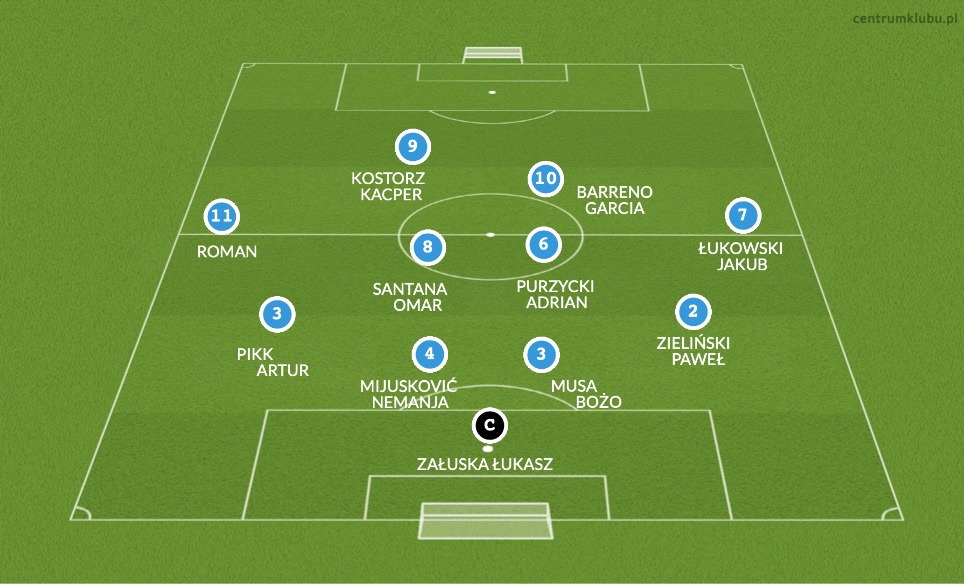 centrumklubu.pl
9
KOSTORZ
KACPER
10
BARRENO
GARCIA
11
ROMAN
7
ŁUKOWSKI
JAKUB
8
SANTANA
OMAR
6
PURZYCKI
ADRIAN
3
PIKK
ARTUR
2
ZIELIŃSKI
PAWEŁ
4
MIJUSKOVIĆ
NEMANJA
3
MUSA
BOŻO
C
ZAŁUSKA ŁUKASZ